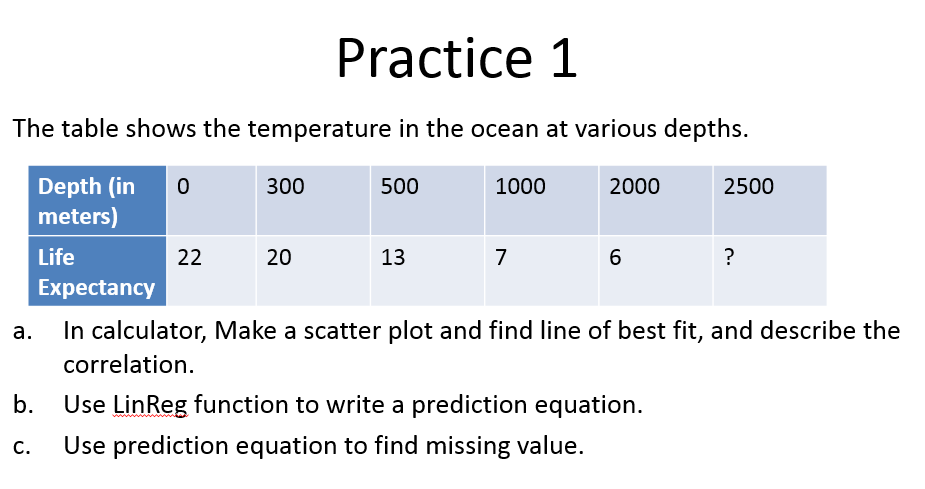 Practice 1
The table shows the temperature in the ocean at various depths.
Depth (in meters) 0 300 500 1000 2000 2500
Life Expectancy 22 20 13 7 6 ?
a. In calculator, Make a scatter plot and find line of best fit, and describe the
correlation.
b. Use LinReg function to write a prediction equation.
c. Use prediction equation to find missing value.